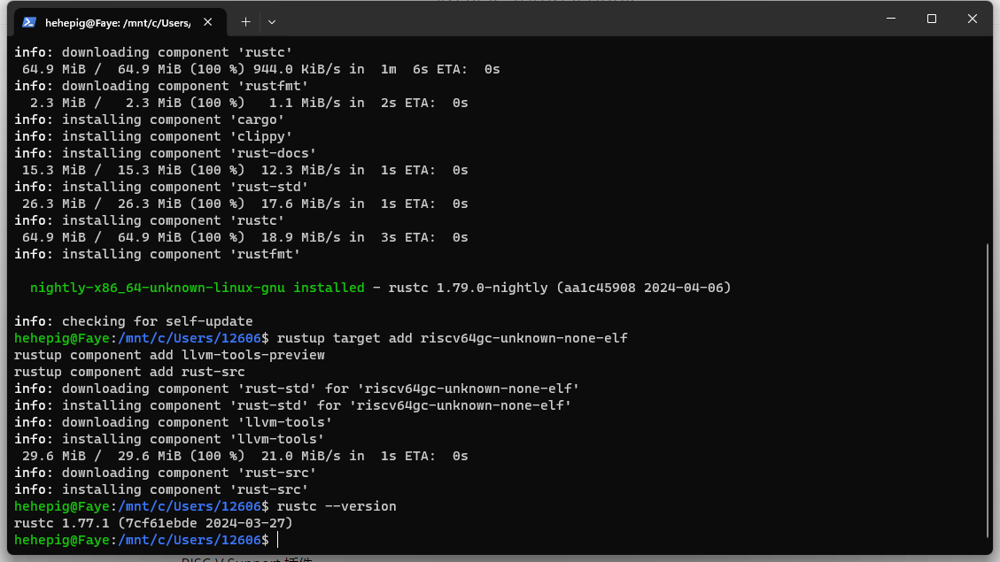 hehepig@Faye: /mnt/c/Users/
info: downloading component 'rustc'
64.9 MiB / 64.9 MiB (100 %) 944.0 KiB/s in 1m 6s ETA: 0s
info: downloading component 'rustfmt'
2.3 MiB / 2.3 MiB (100 %) 1.1 MiB/s in 2s ETA: 0s
info: installing component 'cargo'
info: installing component 'clippy'
info: installing component 'rust-docs'
15.3 MiB / 15.3 MiB (100 %) 12.3 MiB/s in 1s ETA: 0s
info: installing component 'rust-std'
26.3 MiB / 26.3 MiB (100 %) 17.6 MiB/s in 1s ETA: 0s
info: installing component 'rustc'
64.9 MiB / 64.9 MiB (100 %) 18.9 MiB/s in 3s ETA: 0s
info: installing component 'rustfmt'
nightly-x86_64-unknown-linux-gnu installed - rustc 1.79.0-nightly (aa1c45908 2024-04-06)
info: checking for self-update
hehepig@Faye:/mnt/c/Users/12606$ rustup target add riscv64gc-unknown-none-elf
rustup component add llvm-tools-preview
rustup component add rust-src
info: downloading component 'rust-std' for 'riscv64gc-unknown-none-elf'
info: installing component 'rust-std' for 'riscv64gc-unknown-none-elf'
info: downloading component 'llvm-tools'
info: installing component 'llvm-tools'
29.6 MiB / 29.6 MiB (100 %) 21.0 MiB/s in 1s ETA: 0s
info: downloading component 'rust-src'
info: installing component 'rust-src'
hehepig@Faye:/mnt/c/Users/12606$ rustc --version
rustc 1.77.1 (7cf61ebde 2024-03-27)
hehepig@Faye:/mnt/c/Users/12606$
RISC-V Support 插件